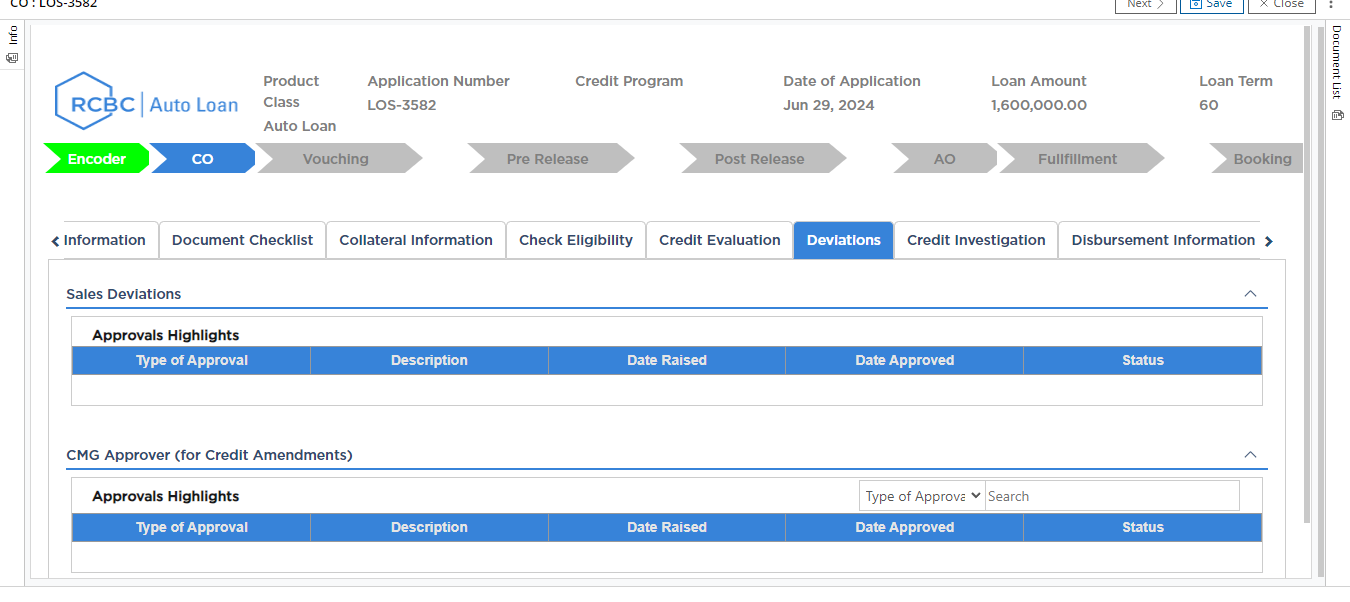 CO : LOS-3582
Next
Save
Close
Info
Document List
RCBC | Auto Loan
Product Class
Auto Loan
Application Number
LOS-3582
Credit Program
Date of Application
Jun 29, 2024
Loan Amount
1,600,000.00
Loan Term
60
Encoder
CO
Vouching
Pre Release
Post Release
AO
Fullfillment
Booking
Information
Document Checklist
Collateral Information
Check Eligibility
Credit Evaluation
Deviations
Credit Investigation
Disbursement Information
Sales Deviations
Approvals Highlights
Type of Approval Description Date Raised Date Approved Status
CMG Approver (for Credit Amendments)
Approvals Highlights
Type of Approva
Search
Type of Approval Description Date Raised Date Approved Status